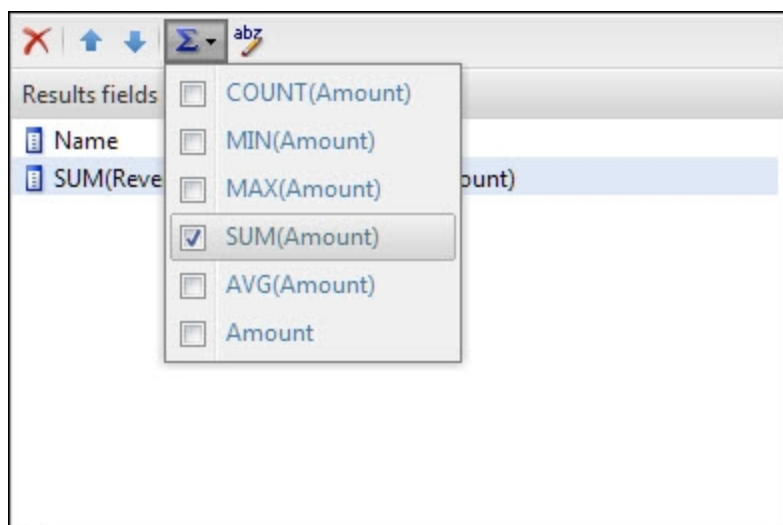 Σ abz
Results fields
COUNT(Amount)
Name
MIN(Amount)
MAX(Amount)
SUM(Reve ount)
SUM(Amount)
AVG(Amount)
Amount